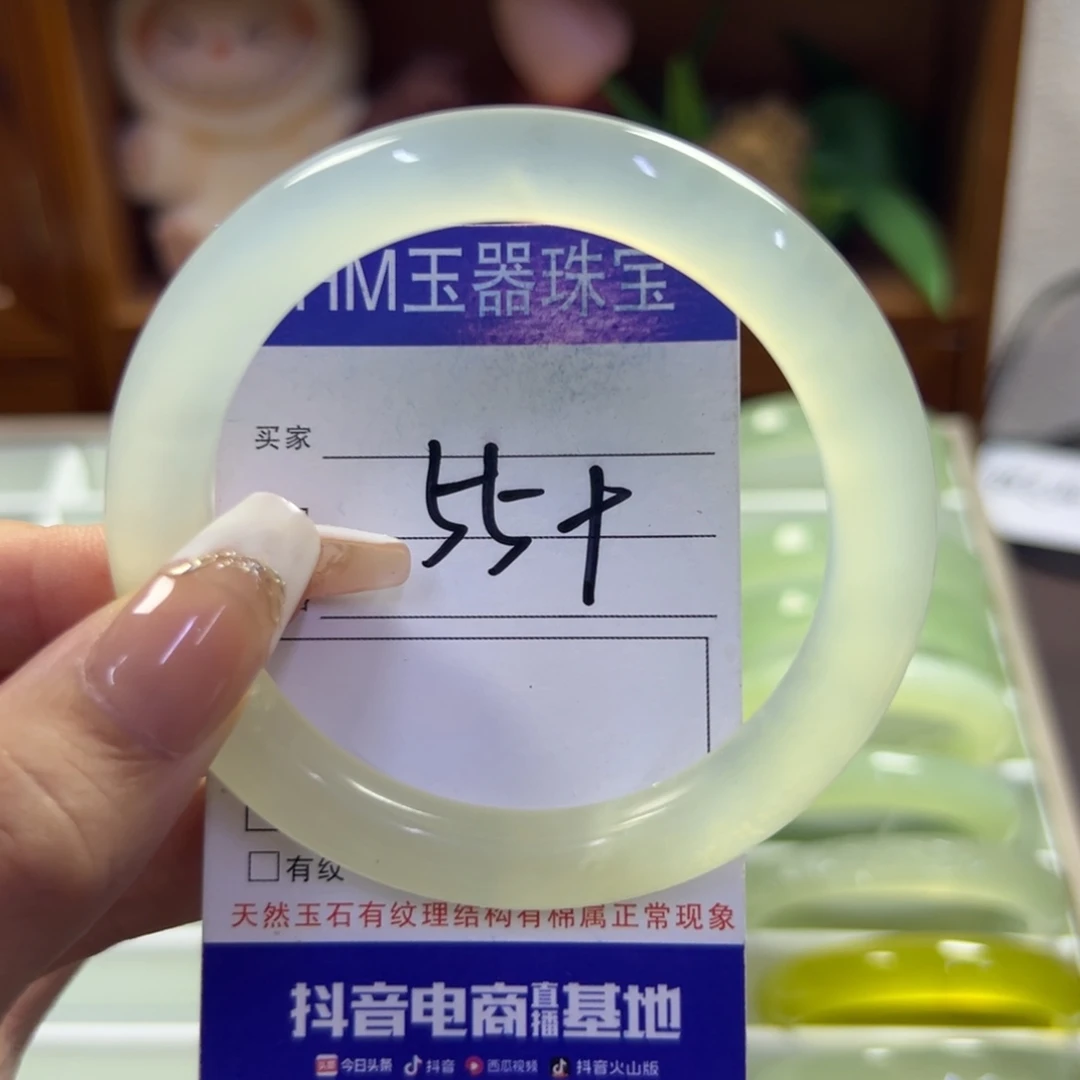 HM玉器珠宝
买家
55+
有纹
天然玉石有纹理结构有棉属正常现象
抖音电商直播基地
头条 今日头条 抖音 西瓜视频 抖音火山版